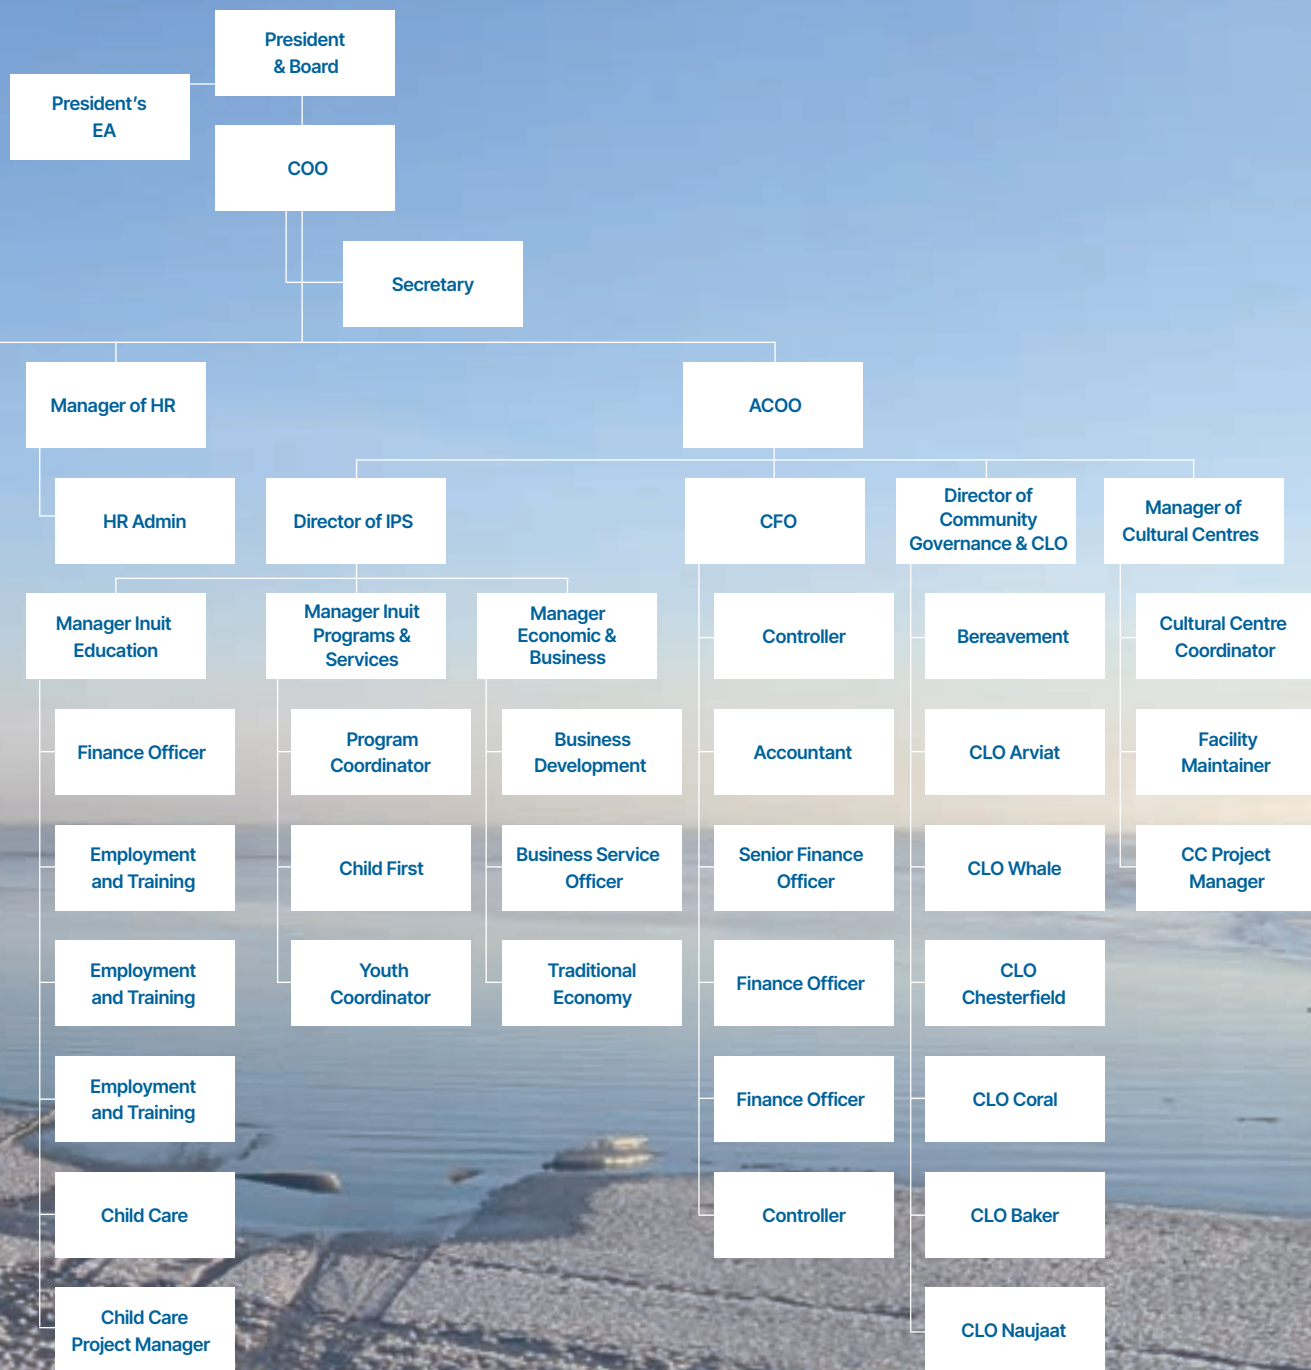 President
& Board
President's
EA
COO
Secretary
Manager of HR
ACOO
HR Admin
Director of IPS
CFO
Director of
Community
Governance & CLO
Manager of
Cultural Centres
Manager Inuit
Education
Manager Inuit
Programs &
Services
Manager
Economic &
Business
Controller
Bereavement
Cultural Centre
Coordinator
Finance Officer
Program
Coordinator
Business
Development
Accountant
CLO Arviat
Facility
Maintainer
Employment
and Training
Child First
Business Service
Officer
Senior Finance
Officer
CLO Whale
CC Project
Manager
Employment
and Training
Youth
Coordinator
Traditional
Economy
Finance Officer
CLO
Chesterfield
Employment
and Training
Finance Officer
CLO Coral
Child Care
Controller
CLO Baker
Child Care
Project Manager
CLO Naujaat